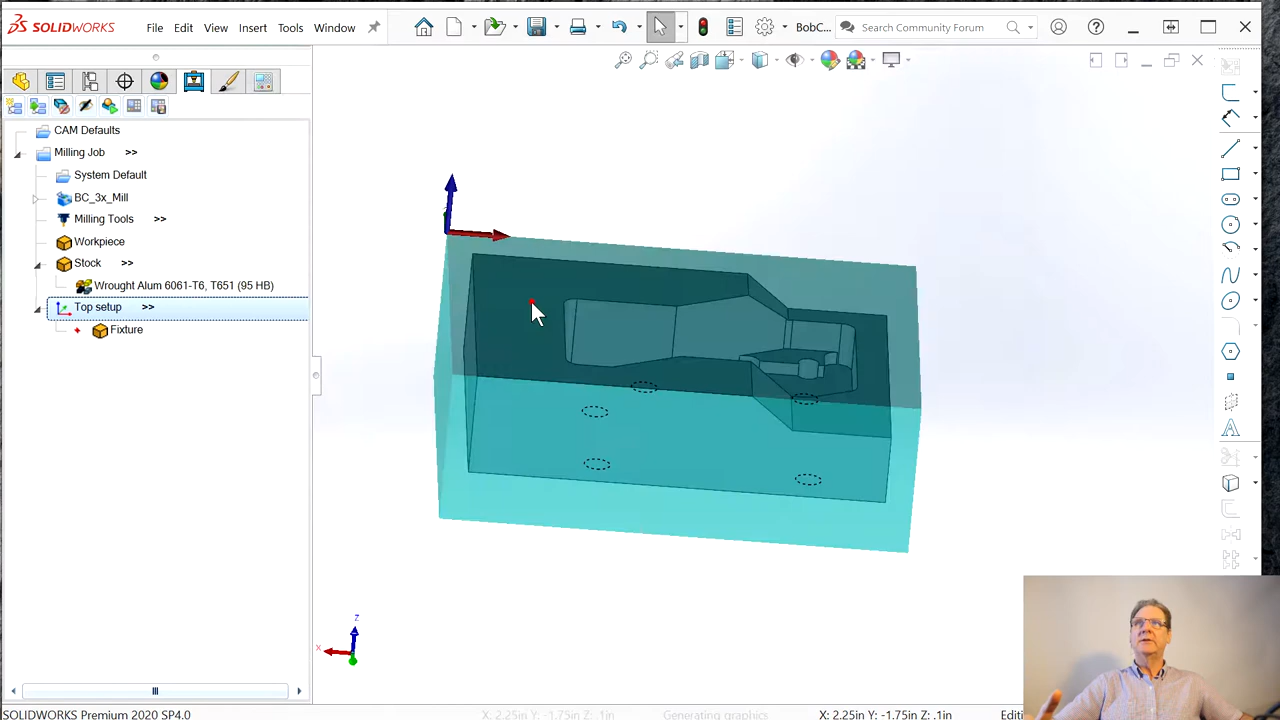 SOLIDWORKS File Edit View Insert Tools Window BobC... Search Community Forum
CAM Defaults
Milling Job >>
System Default
BC_3x_Mill
Milling Tools >>
Workpiece
Stock >>
Wrought Alum 6061-T6, T651 (95 HB)
Top setup >>
Fixture
z
x
SOLIDWORKS Premium 2020 SP4.0 X: 2.25in Y: -1.75in Z: .1in Generating graphics X: 2.25in Y: -1.75in Z: .1in Editi